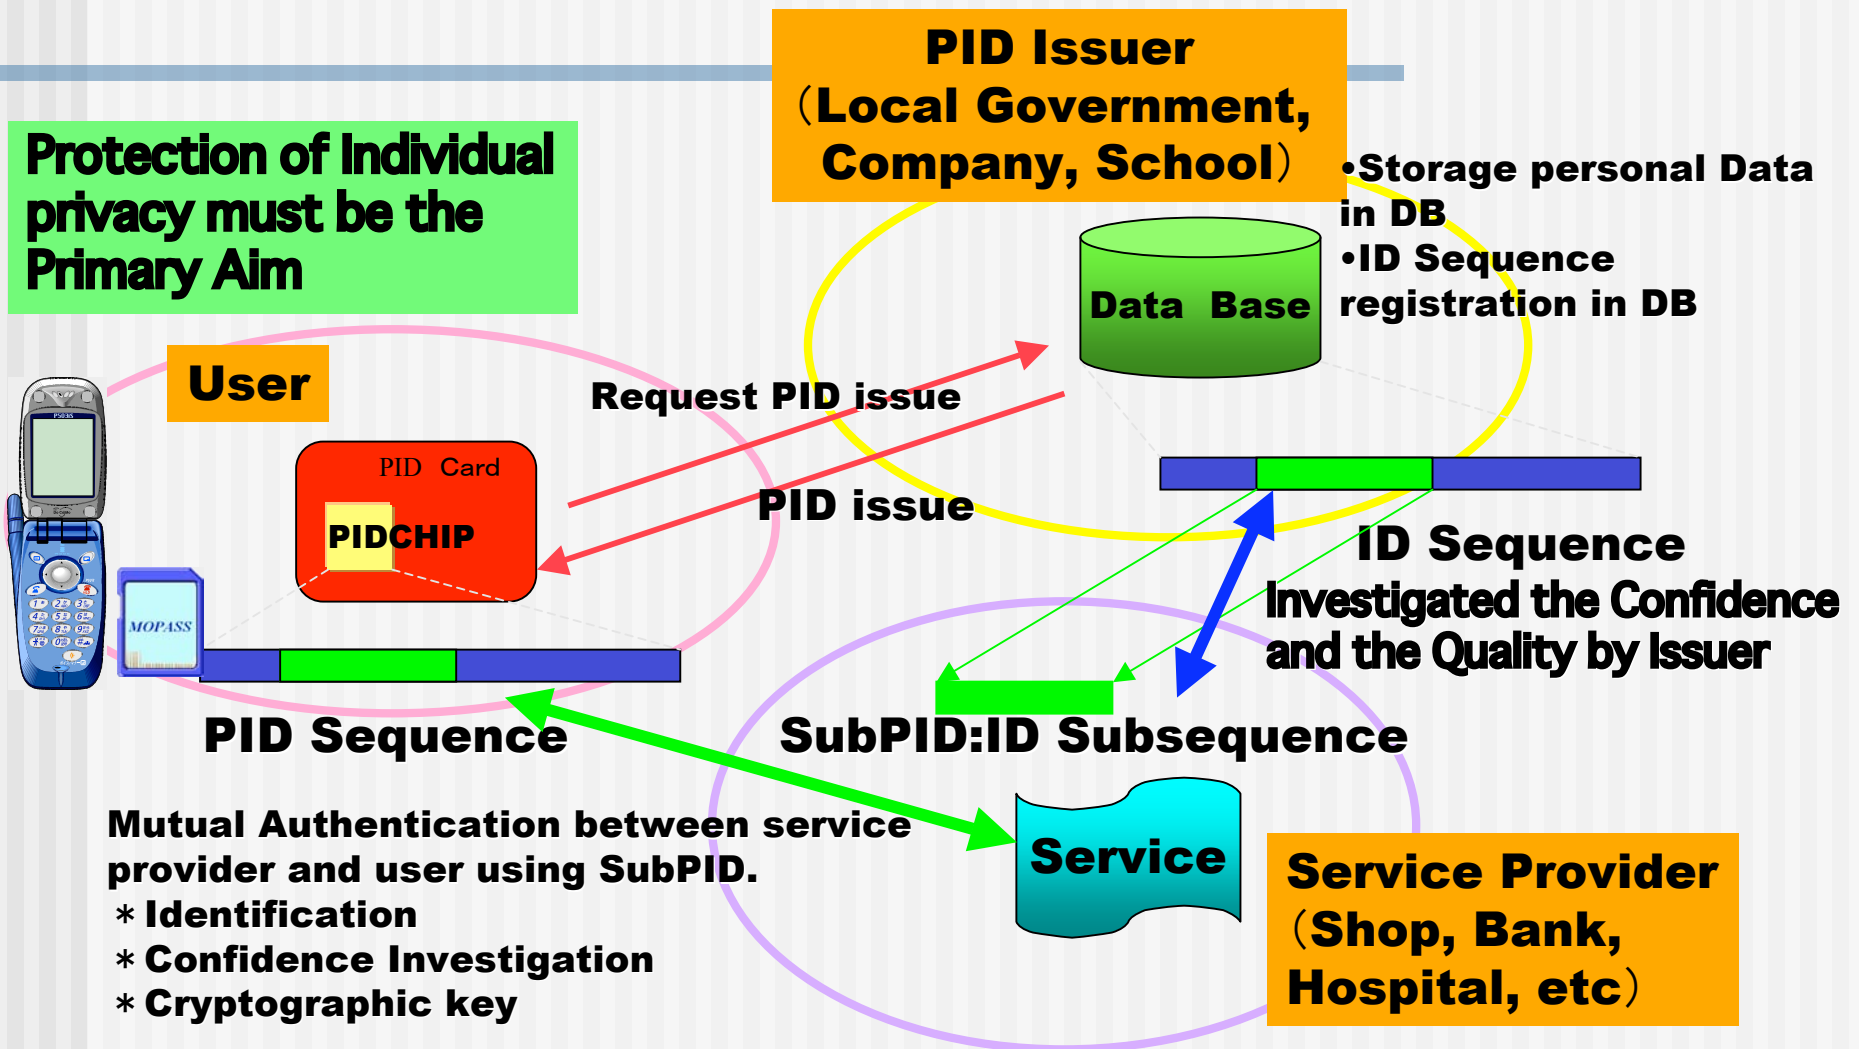 PID Issuer
（Local Government,
Company, School）
Protection of Individual
privacy must be the
Primary Aim
•Storage personal Data
in DB
•ID Sequence
registration in DB
Data Base
User
Request PID issue
PID Card
PIDCHIP
PID issue
MOPASS
ID Sequence
Investigated the Confidence
and the Quality by Issuer
PID Sequence
SubPID:ID Subsequence
Mutual Authentication between service
provider and user using SubPID.
＊Identification
＊Confidence Investigation
＊Cryptographic key
Service
Service Provider
（Shop, Bank,
Hospital, etc）